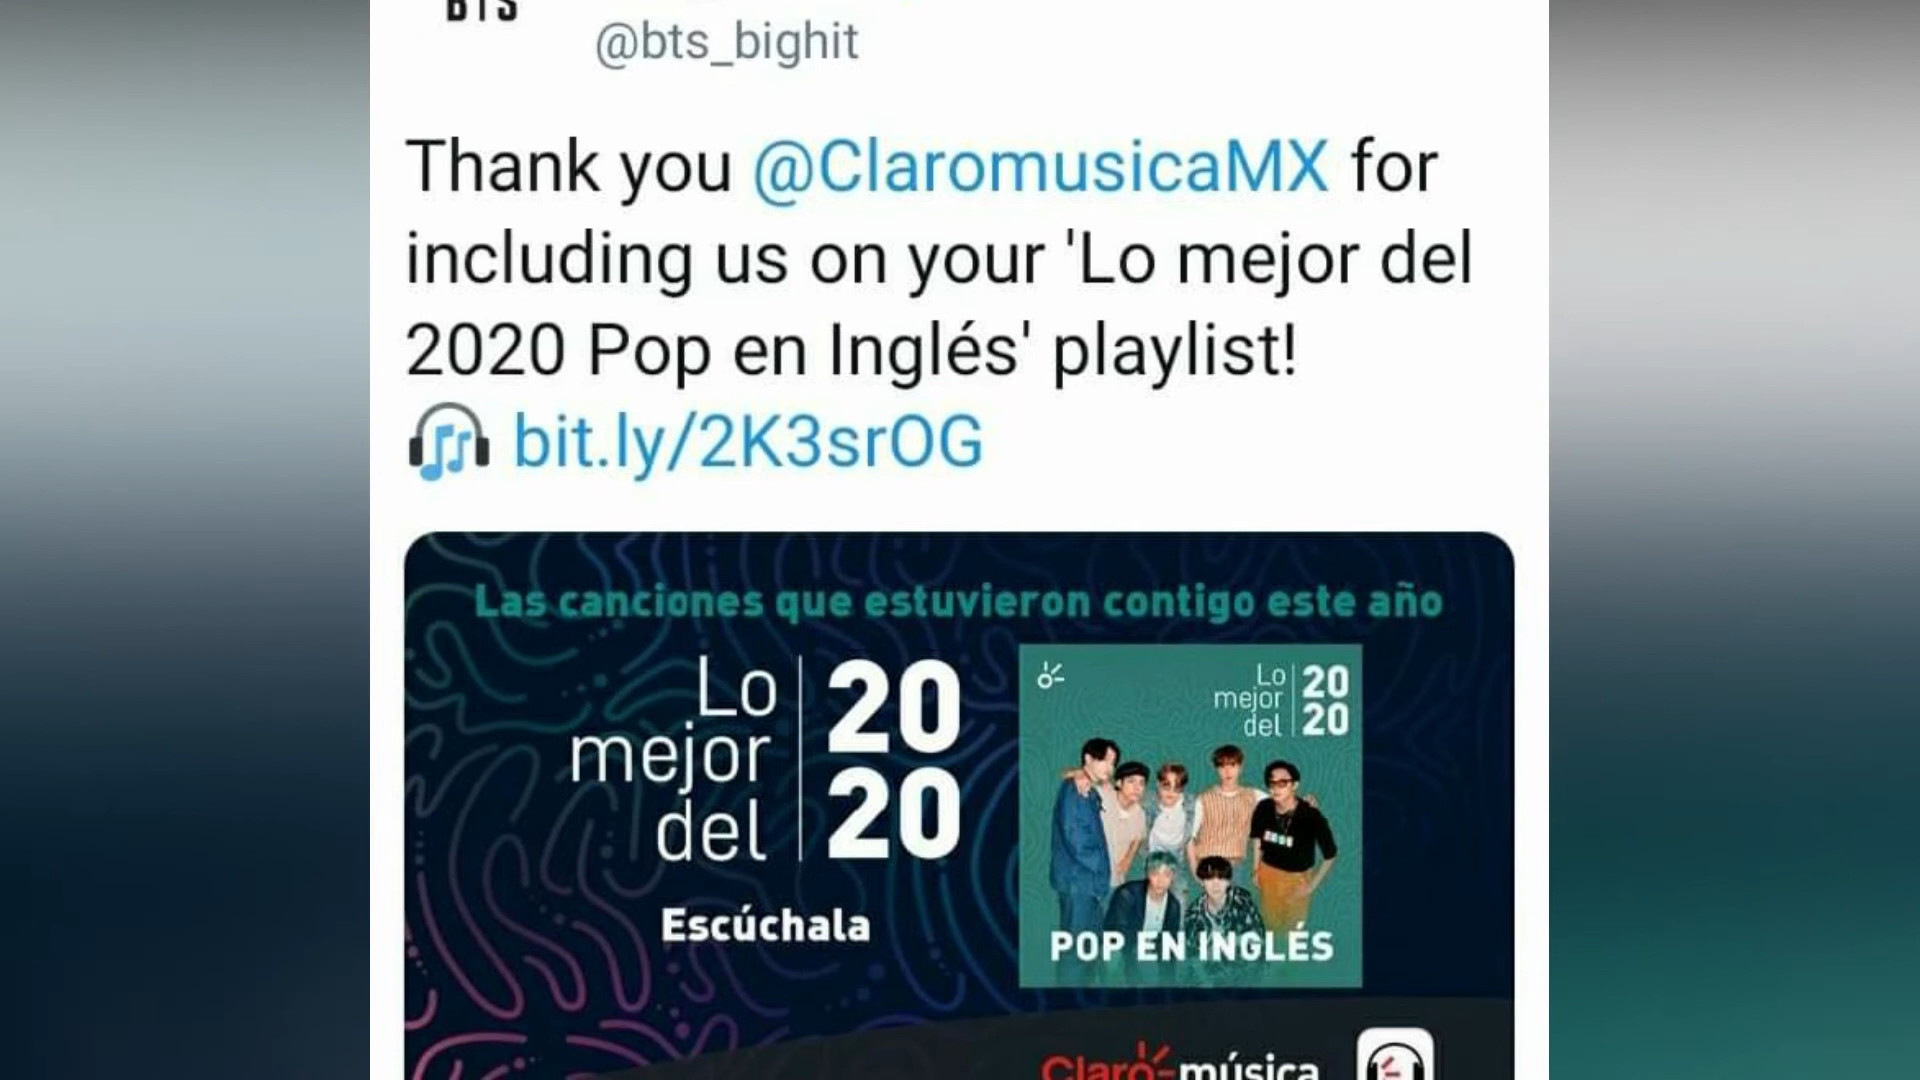 BTS
@bts_bighit
Thank you @ClaromusicaMX for
including us on your 'Lo mejor del
2020 Pop en Inglés' playlist!
bit.ly/2K3srOG
Las canciones que estuvieron contigo este año
Lo
mejor
del
20
20
Escúchala
Lo
mejor
del
20
20
POP EN INGLÉS
Claro música